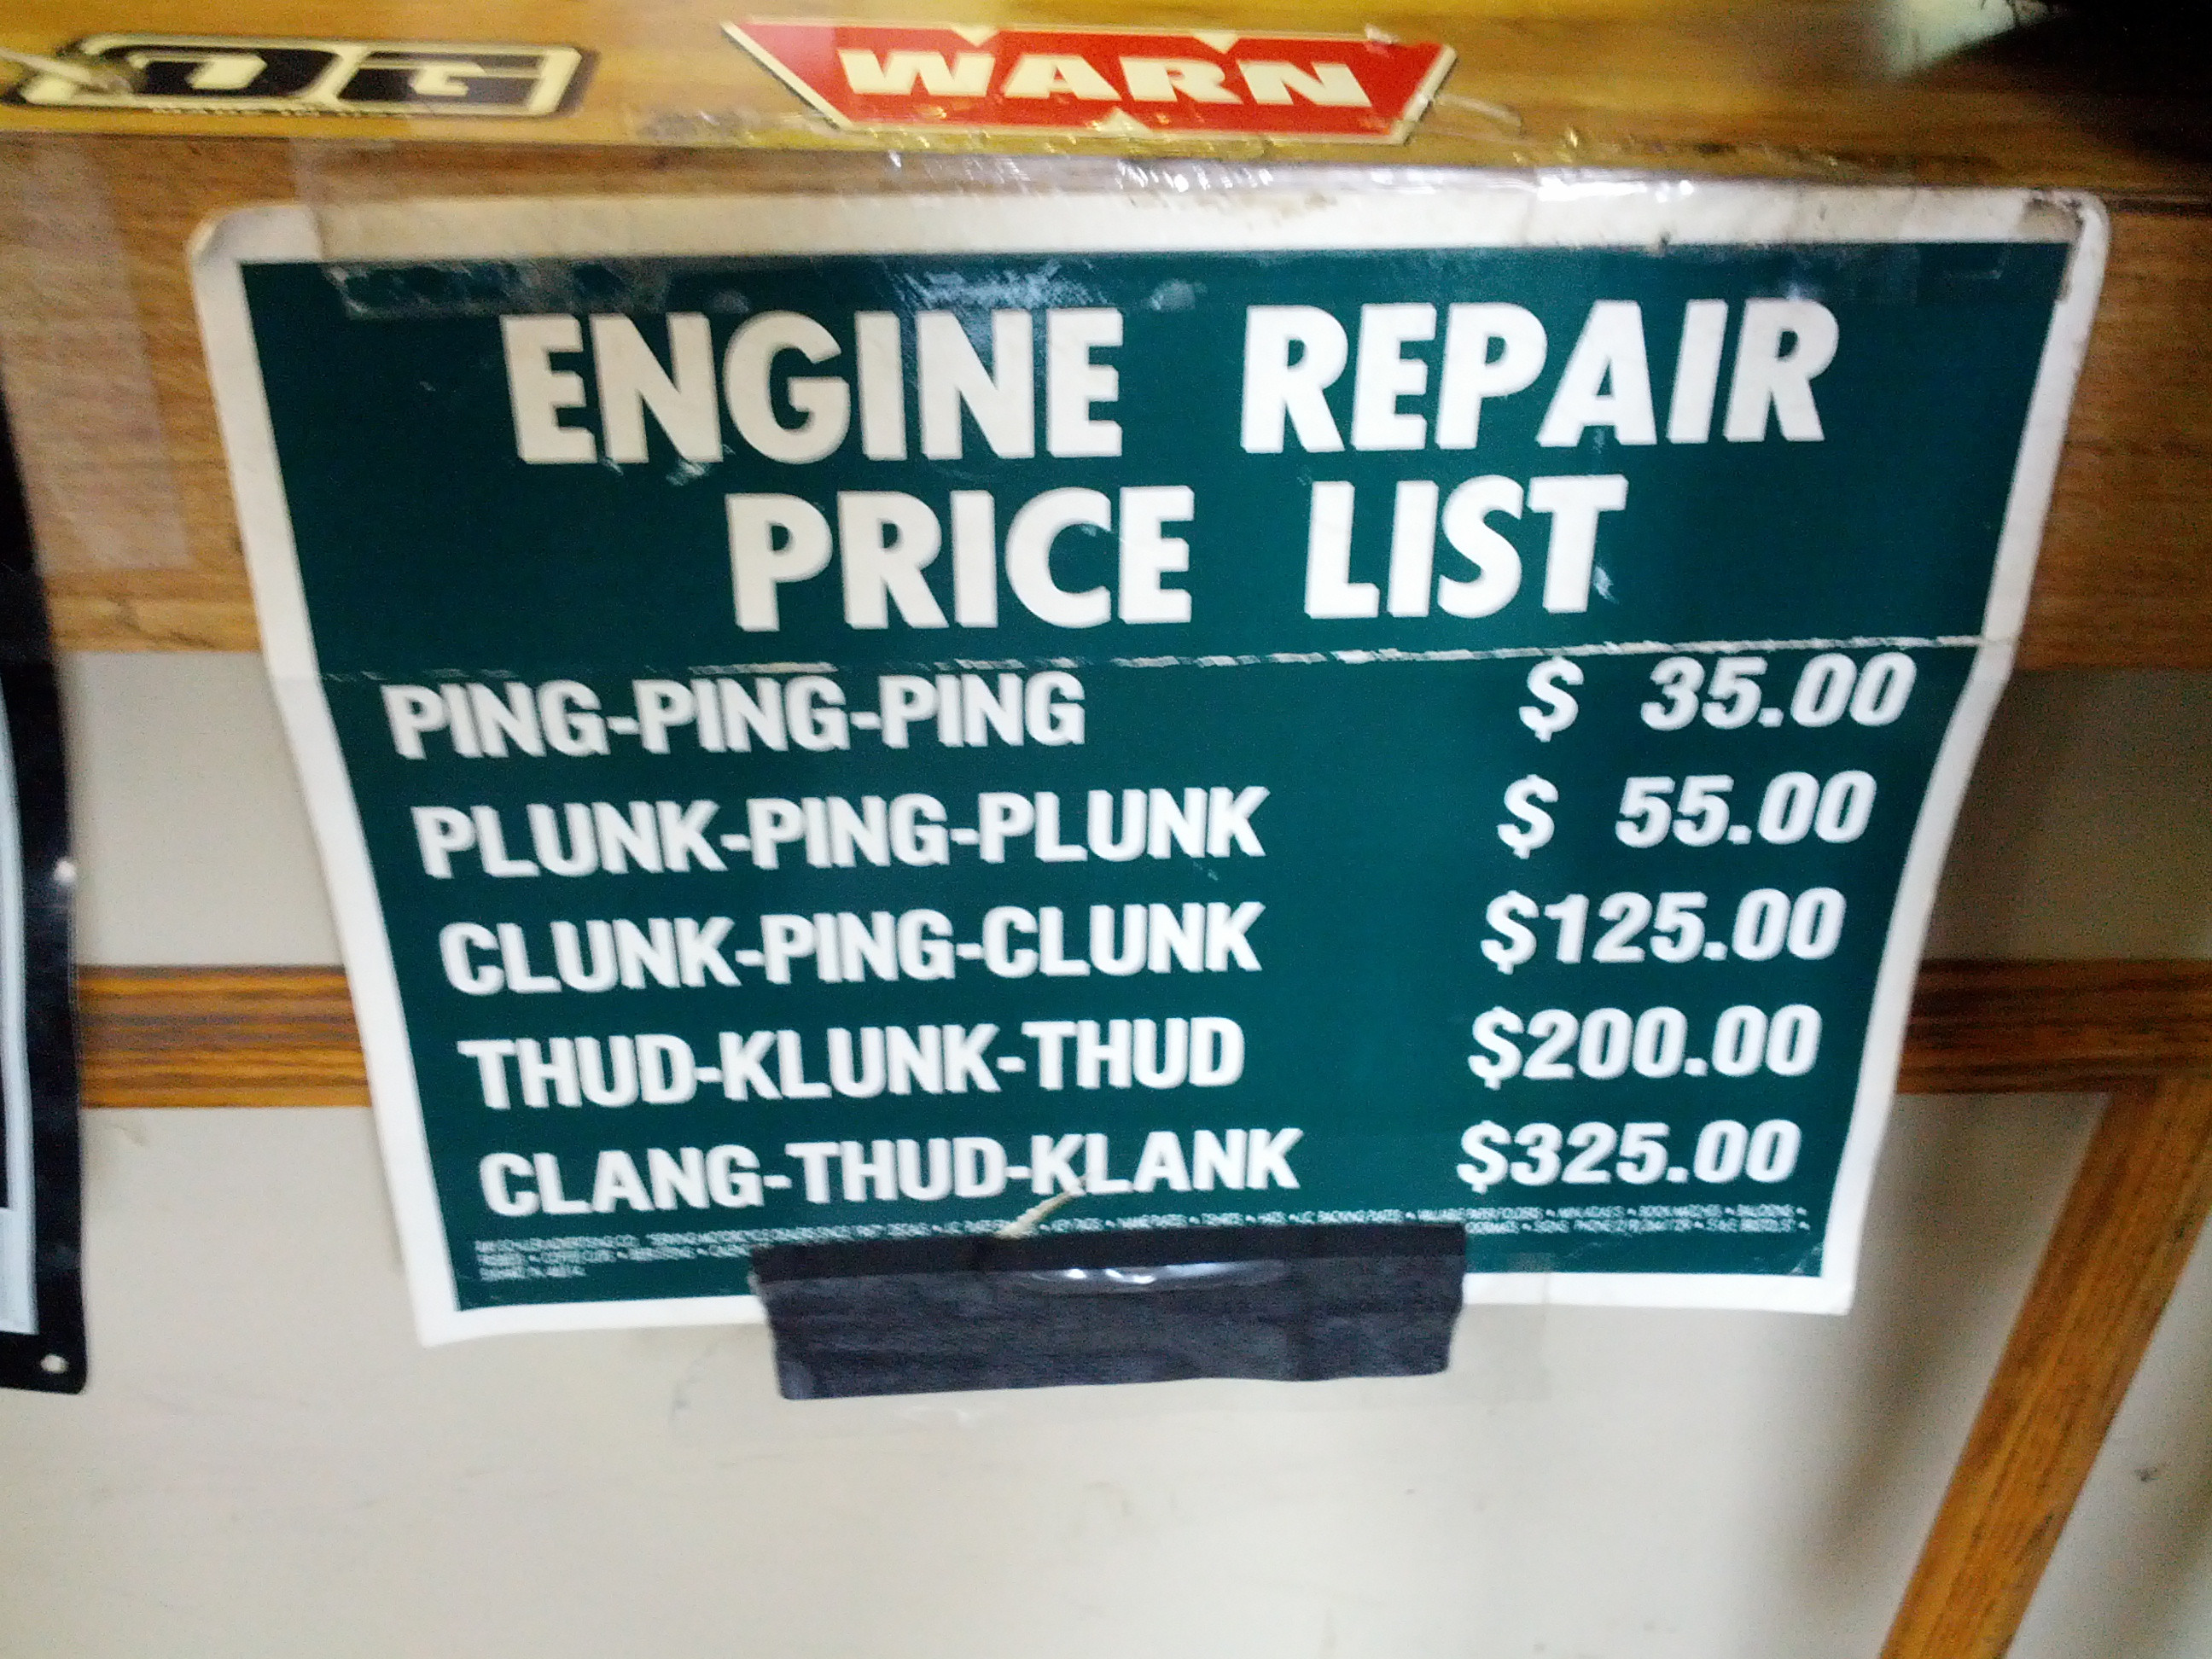 WARN
ENGINE REPAIR
PRICE LIST
PING-PING-PING $ 35.00
PLUNK-PING-PLUNK $ 55.00
CLUNK-PING-CLUNK $125.00
THUD-KLUNK-THUD $200.00
CLANG-THUD-KLANK $325.00